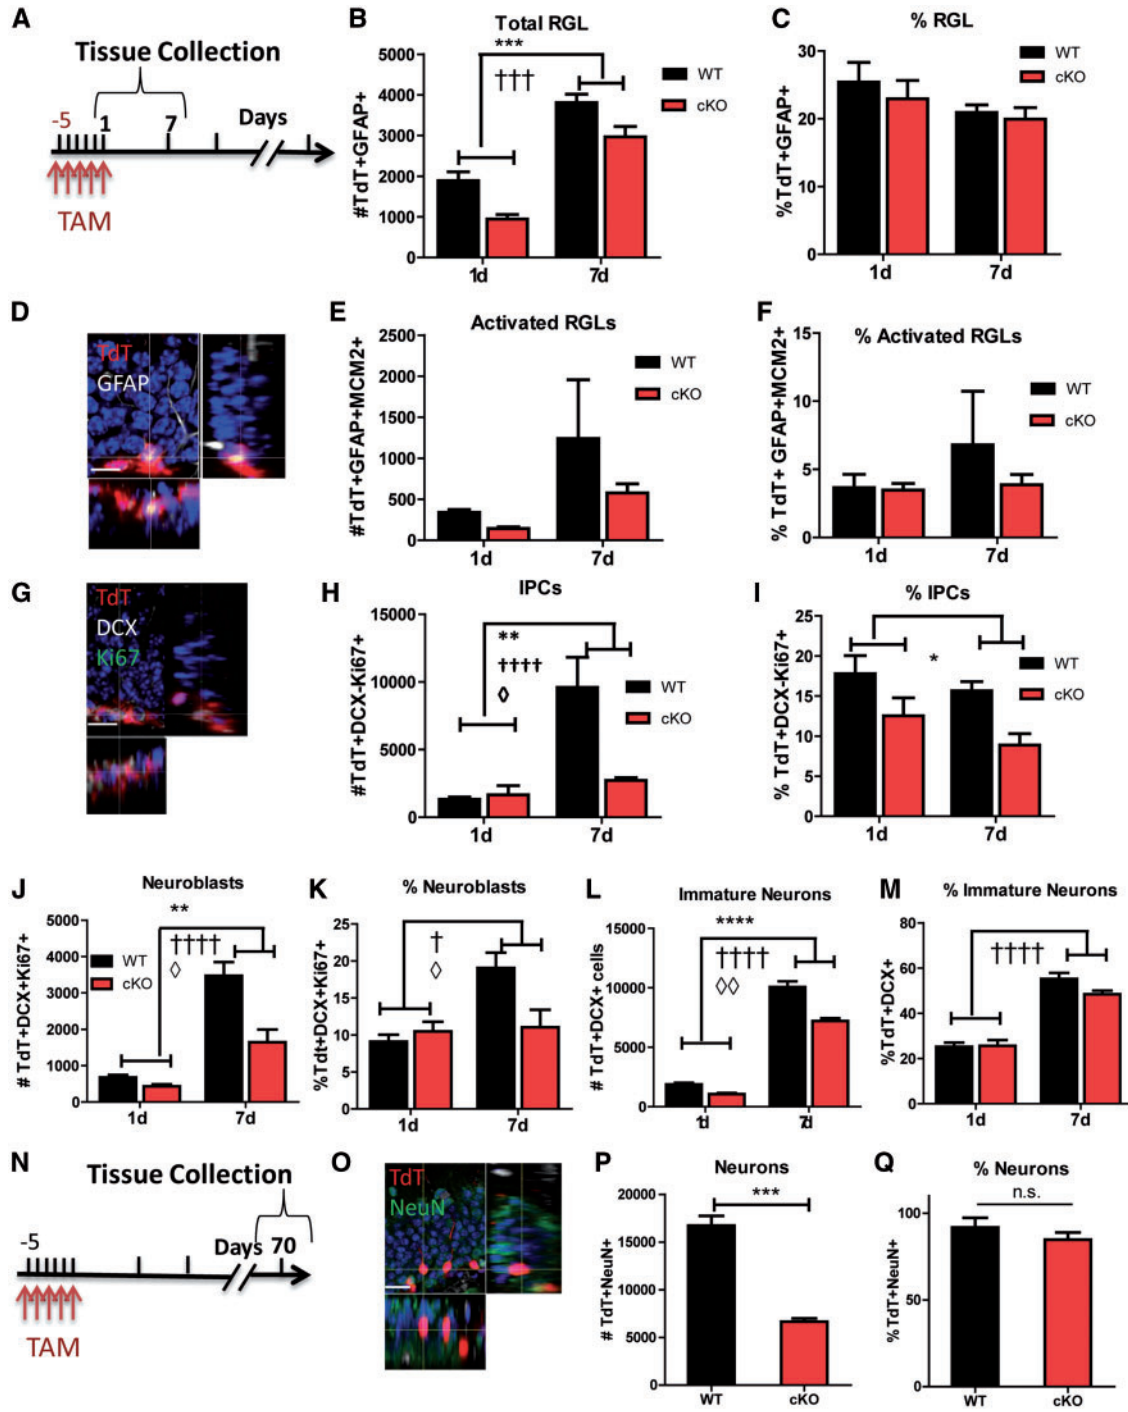 A
Tissue Collection
-5
1
7
Days
TAM
B
Total RGL
***
†††
WT
cKO
#TdT+GFAP+
5000
4000
3000
2000
1000
0
1d
7d
C
% RGL
WT
cKO
%TdT+GFAP+
30
20
10
0
1d
7d
D
TdT
GFAP
E
Activated RGLs
WT
cKO
#TdT+GFAP+MCM2+
2500
2000
1500
1000
500
0
1d
7d
F
% Activated RGLs
WT
cKO
% TdT+ GFAP+MCM2+
15
10
5
0
1d
7d
G
TdT
DCX
Ki67
H
IPCs
**
††††
◊
WT
cKO
#TdT+DCX-Ki67+
15000
10000
5000
0
1d
7d
I
% IPCs
*
WT
cKO
% TdT+DCX-Ki67+
25
20
15
10
5
0
1d
7d
J
Neuroblasts
**
††††
◊
WT
cKO
# TdT+DCX+Ki67+
5000
4000
3000
2000
1000
0
1d
7d
K
% Neuroblasts
†
◊
%Tdt+DCX+Ki67+
25
20
15
10
5
0
1d
7d
L
Immature Neurons
****
††††
◊◊
# TdT+DCX+ cells
15000
10000
5000
0
1d
7d
M
% Immature Neurons
††††
%TdT+DCX+
80
60
40
20
0
1d
7d
N
Tissue Collection
-5
Days
70
TAM
O
TdT
NeuN
P
Neurons
***
# TdT+NeuN+
20000
15000
10000
5000
0
WT
cKO
Q
% Neurons
n.s.
%TdT+NeuN+
100
50
0
WT
cKO